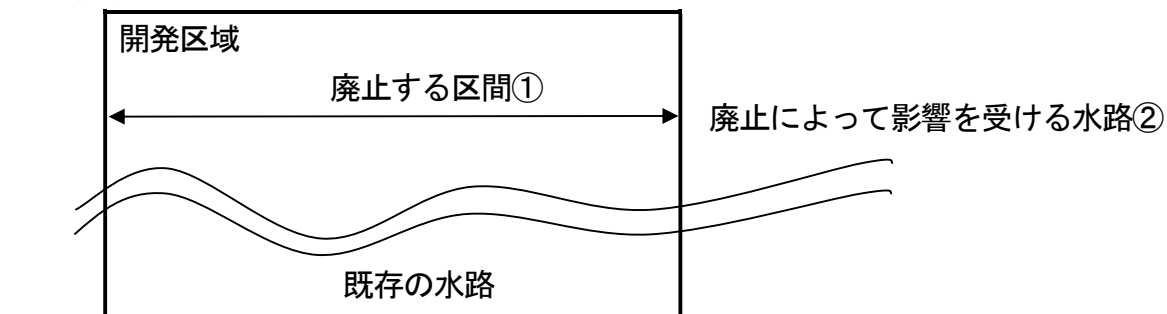 開発区域
廃止する区間①
廃止によって影響を受ける水路②
既存の水路